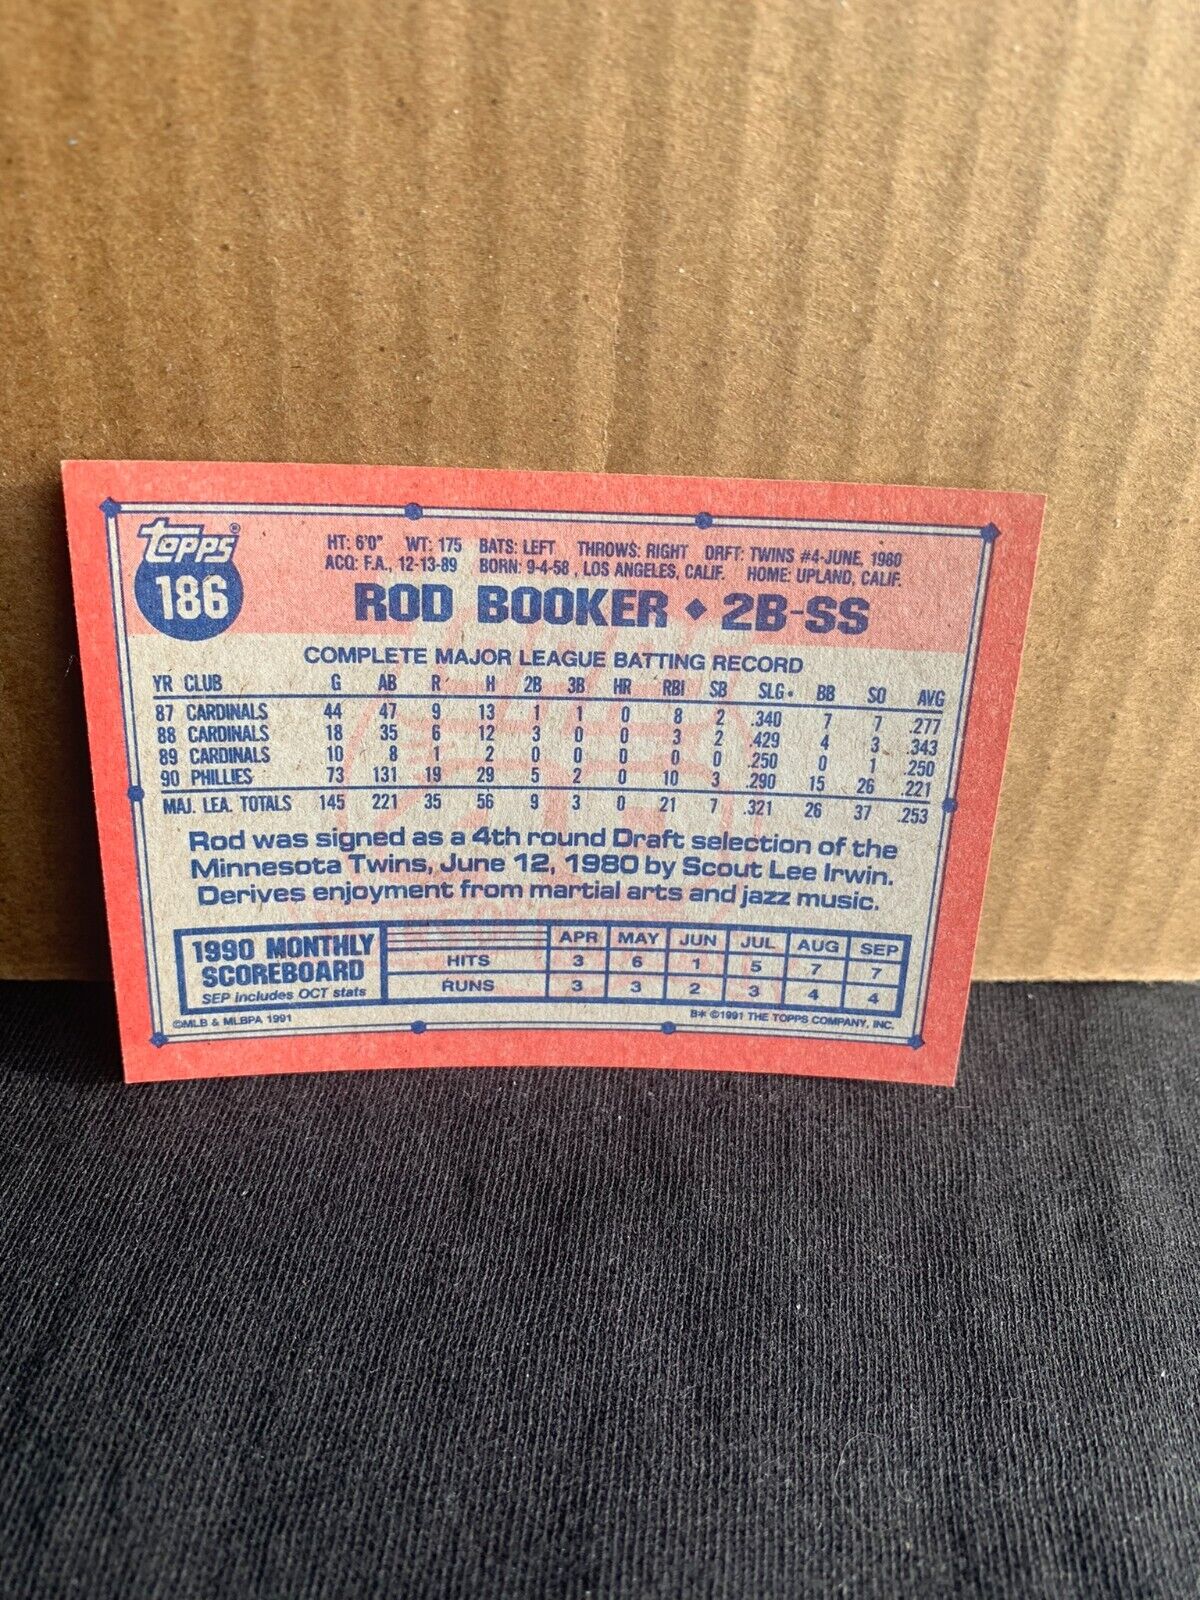 topps®
186
HT: 6'0" WT: 175 BATS: LEFT THROWS: RIGHT DRFT: TWINS #4-JUNE, 1980
ACQ: F.A., 12-13-89 BORN: 9-4-58 , LOS ANGELES, CALIF. HOME: UPLAND, CALIF.
ROD BOOKER ◆ 2B-SS
COMPLETE MAJOR LEAGUE BATTING RECORD
YR CLUB G AB R H 2B 3B HR RBI SB SLG• BB SO AVG
87 CARDINALS 44 47 9 13 1 1 0 8 2 .340 7 7 .277
88 CARDINALS 18 35 6 12 3 0 0 3 2 .429 4 3 .343
89 CARDINALS 10 8 1 2 0 0 0 0 0 .250 0 1 .250
90 PHILLIES 73 131 19 29 5 2 0 10 3 .290 15 26 .221
MAJ. LEA. TOTALS 145 221 35 56 9 3 0 21 7 .321 26 37 .253
Rod was signed as a 4th round Draft selection of the
Minnesota Twins, June 12, 1980 by Scout Lee Irwin.
Derives enjoyment from martial arts and jazz music.
1990 MONTHLY
SCOREBOARD
SEP includes OCT stats
APR MAY JUN JUL AUG SEP
HITS 3 6 1 5 7 7
RUNS 3 3 2 3 4 4
©MLB & MLBPA 1991
B* ©1991 THE TOPPS COMPANY, INC.